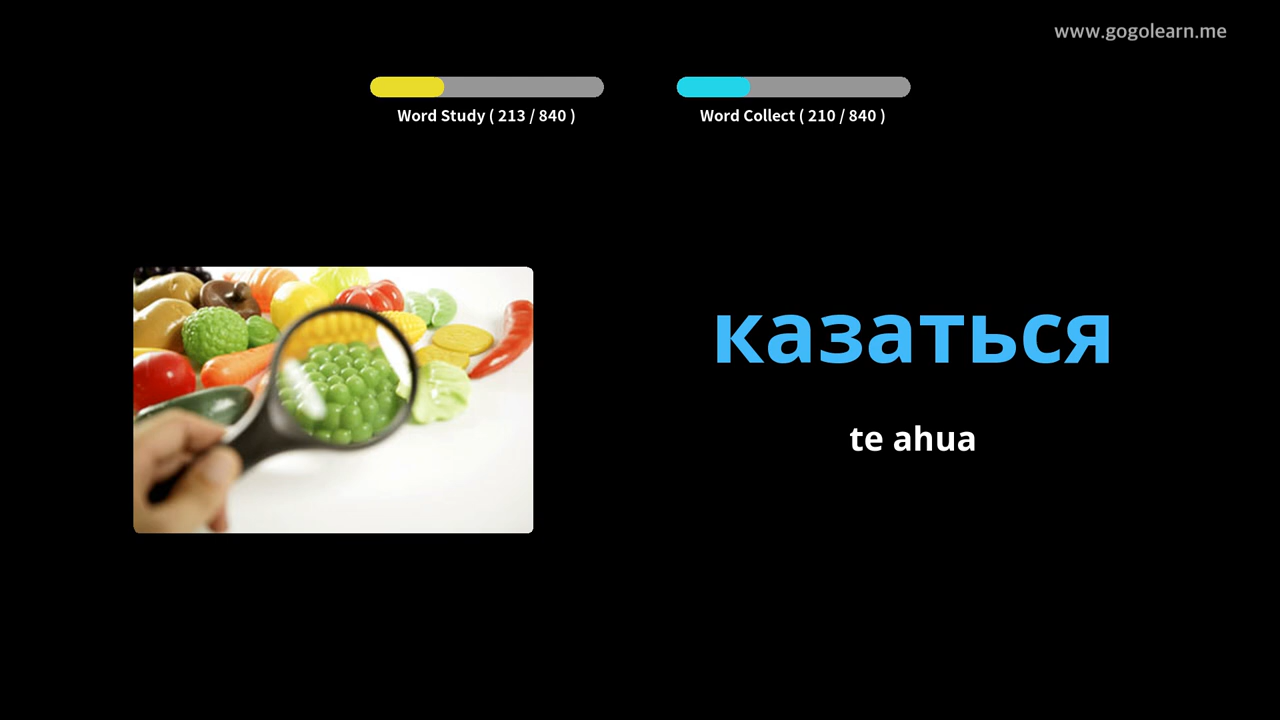 www.gogolearn.me
Word Study ( 213 / 840 )
Word Collect ( 210 / 840 )
казаться
te ahua